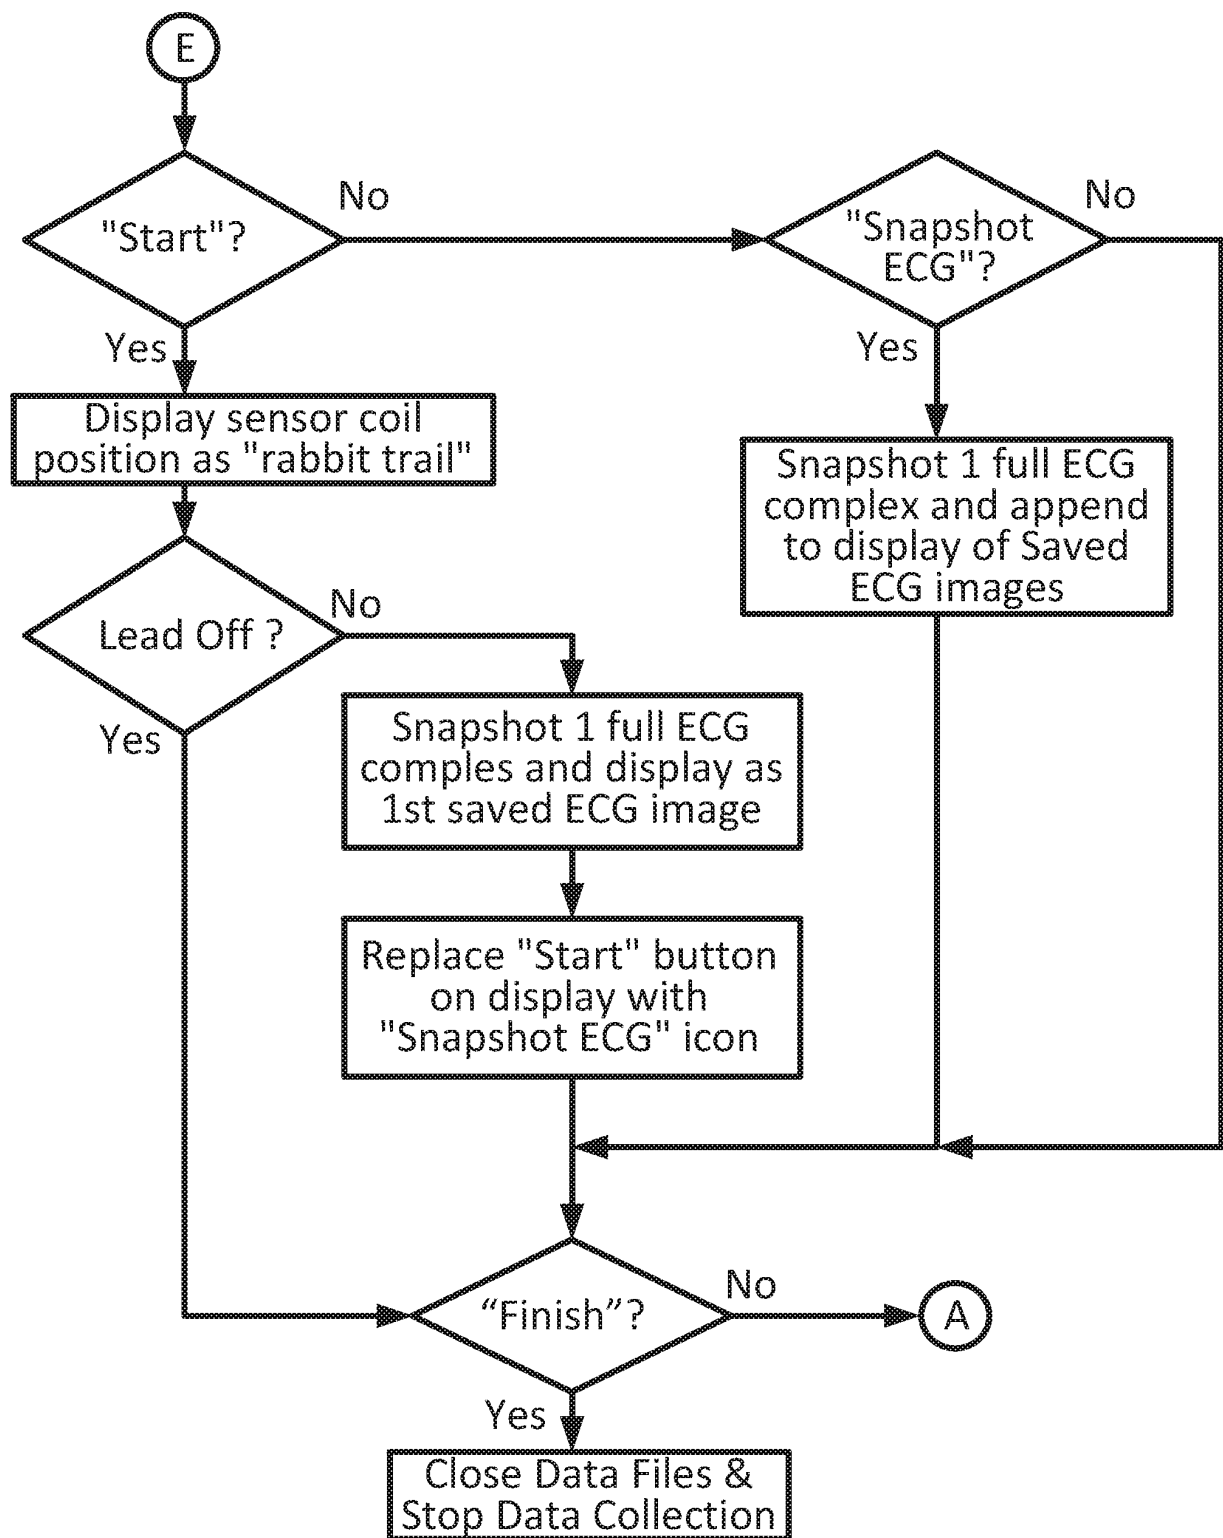 E
"Start"?
No
Yes
"Snapshot
ECG"?
No
Yes
Display sensor coil
position as "rabbit trail"
Snapshot 1 full ECG
complex and append
to display of Saved
ECG images
Lead Off ?
No
Yes
Snapshot 1 full ECG
comples and display as
1st saved ECG image
Replace "Start" button
on display with
"Snapshot ECG" icon
“Finish”?
No
A
Yes
Close Data Files &
Stop Data Collection